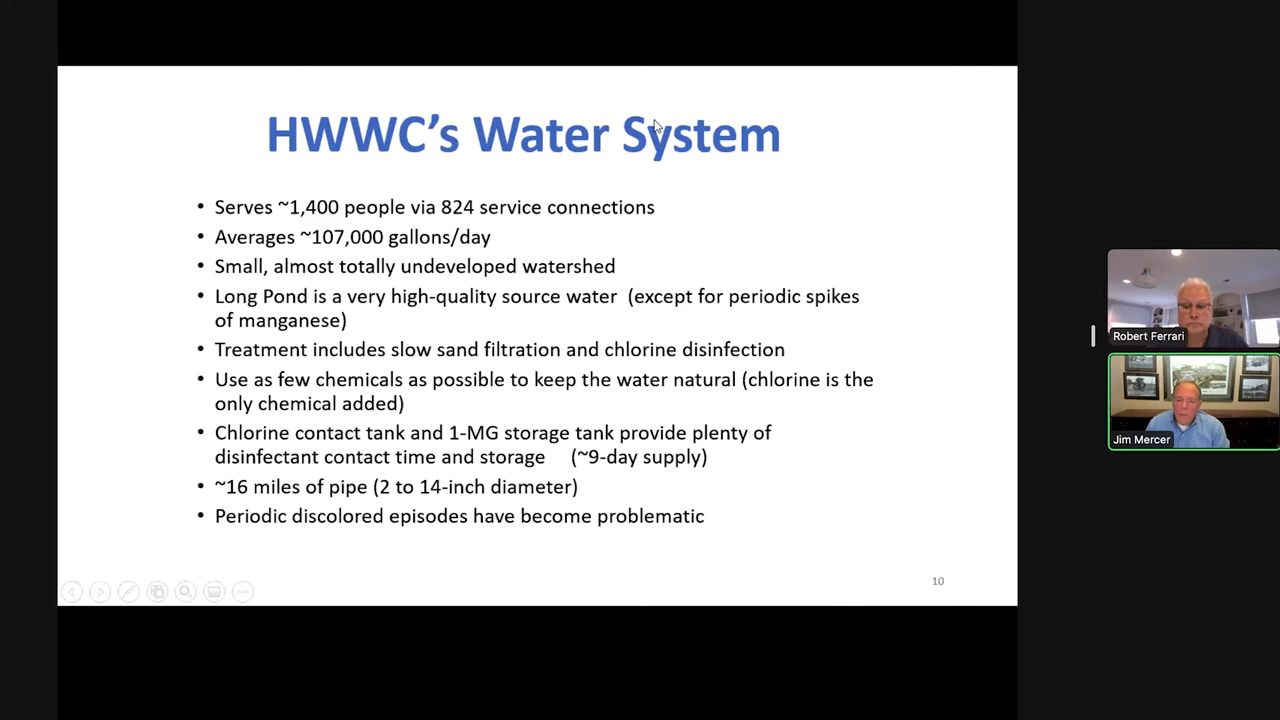 HWWC's Water System
• Serves ~1,400 people via 824 service connections
• Averages ~107,000 gallons/day
• Small, almost totally undeveloped watershed
• Long Pond is a very high-quality source water (except for periodic spikes
of manganese)
• Treatment includes slow sand filtration and chlorine disinfection
• Use as few chemicals as possible to keep the water natural (chlorine is the
only chemical added)
• Chlorine contact tank and 1-MG storage tank provide plenty of
disinfectant contact time and storage (~9-day supply)
• ~16 miles of pipe (2 to 14-inch diameter)
• Periodic discolored episodes have become problematic
10
Robert Ferrari
Jim Mercer